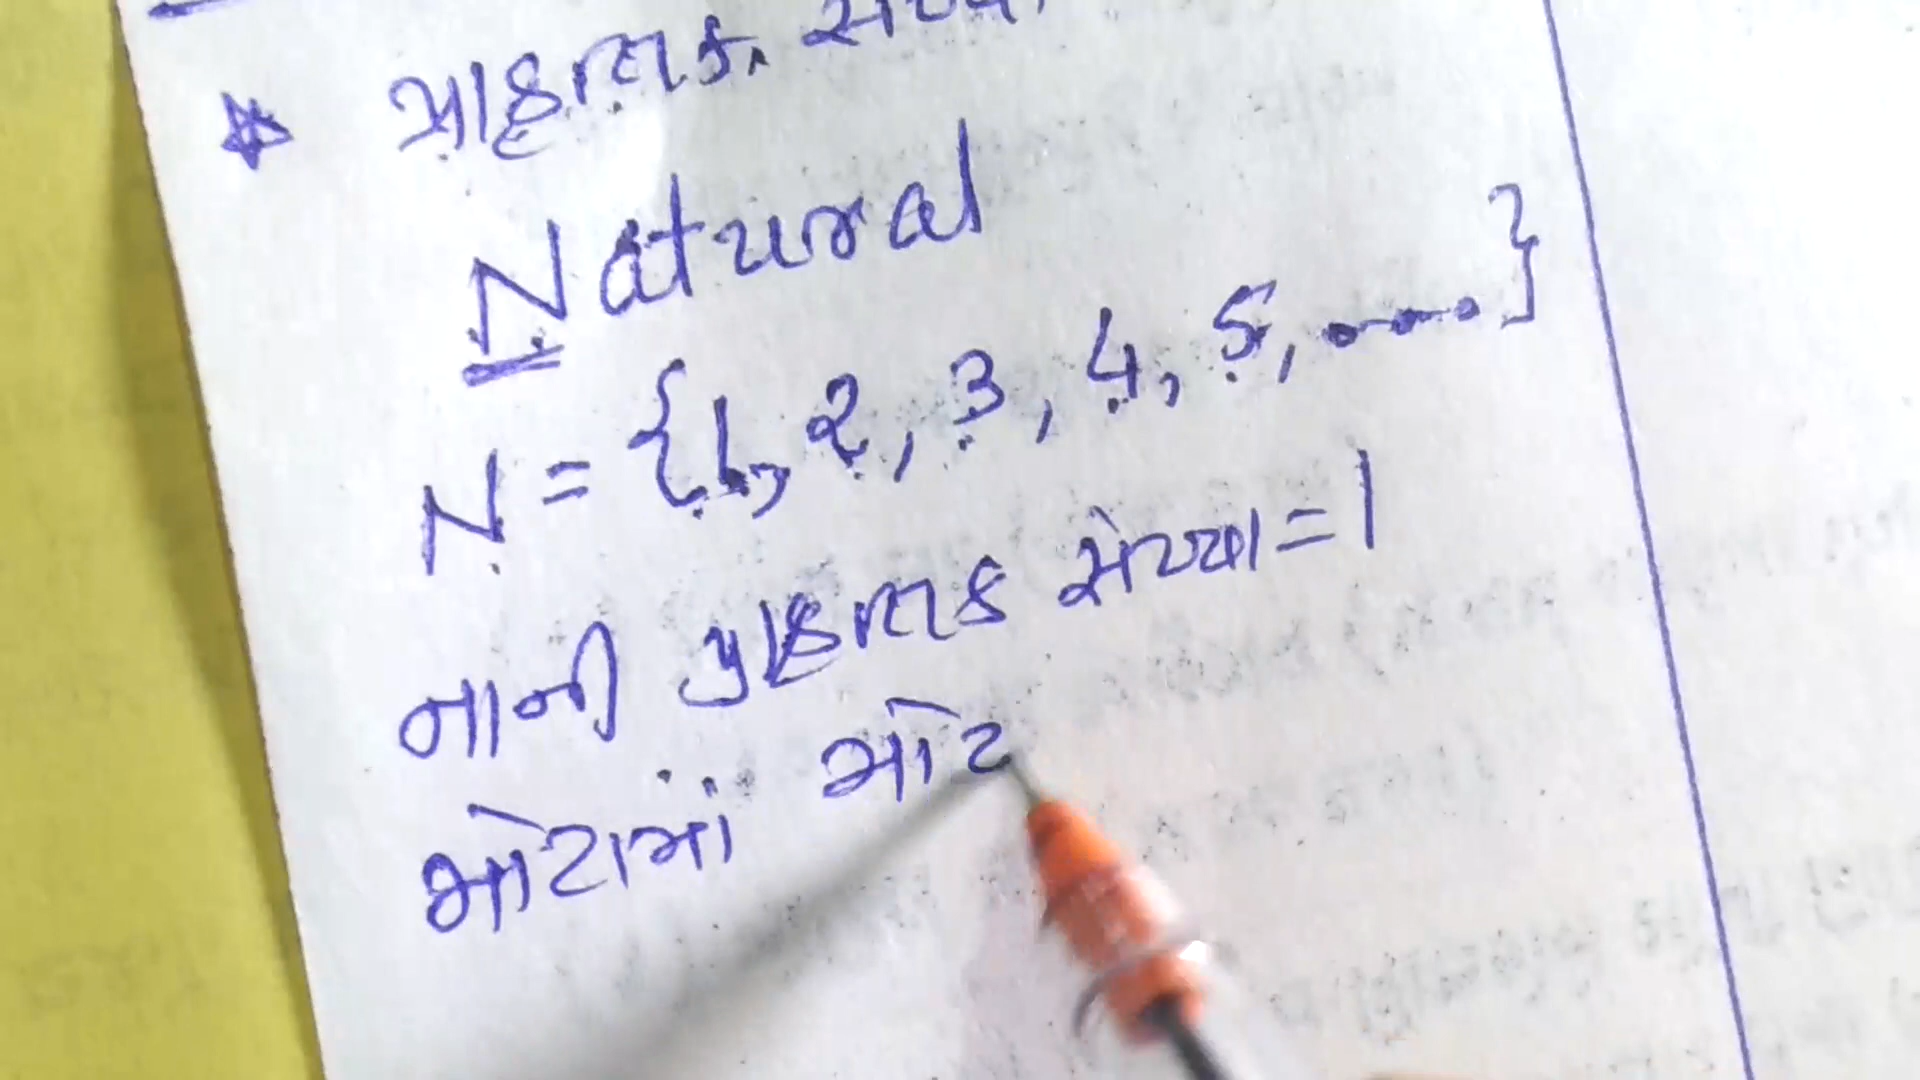 * પ્રાકૃતિક સંખ્યા
Natural
N = {1, 2, 3, 4, 5, ....}
નાની પ્રાકૃતિક સંખ્યા = 1
મોટામાં મોટ